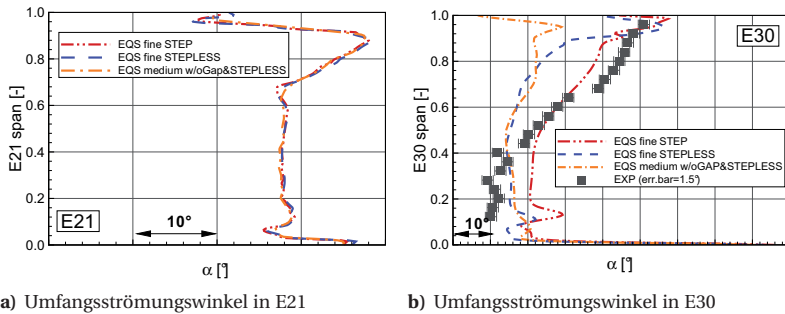 1.0
0.8
0.6
0.4
0.2
0.0
E21 span [-]
EQS fine STEP
EQS fine STEPLESS
EQS medium w/oGap&STEPLESS
E21
10°
α [°]
1.0
0.8
0.6
0.4
0.2
0.0
E30 span [-]
E30
EQS fine STEP
EQS fine STEPLESS
EQS medium w/oGAP&STEPLESS
EXP (err.bar=1.5°)
10°
α [°]
a) Umfangsströmungswinkel in E21
b) Umfangsströmungswinkel in E30